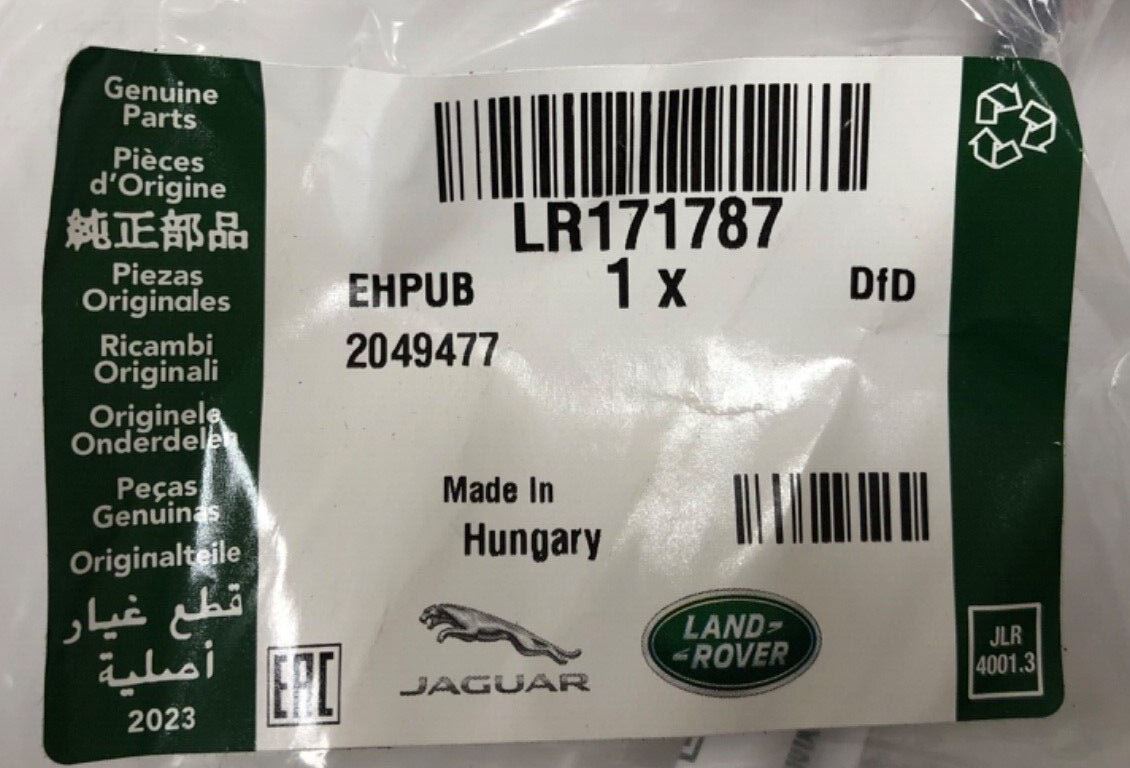 Genuine
Parts
Pièces
d'Origine
純正部品
Piezas
Originales
Ricambi
Originali
Originele
Onderdelen
Peças
Genuinas
Originalteile
قطع غيار
أصلية
2023
LR171787
EHPUB 1 x DfD
2049477
Made In
Hungary
JAGUAR
LAND-
-ROVER
EAC
JLR
4001.3